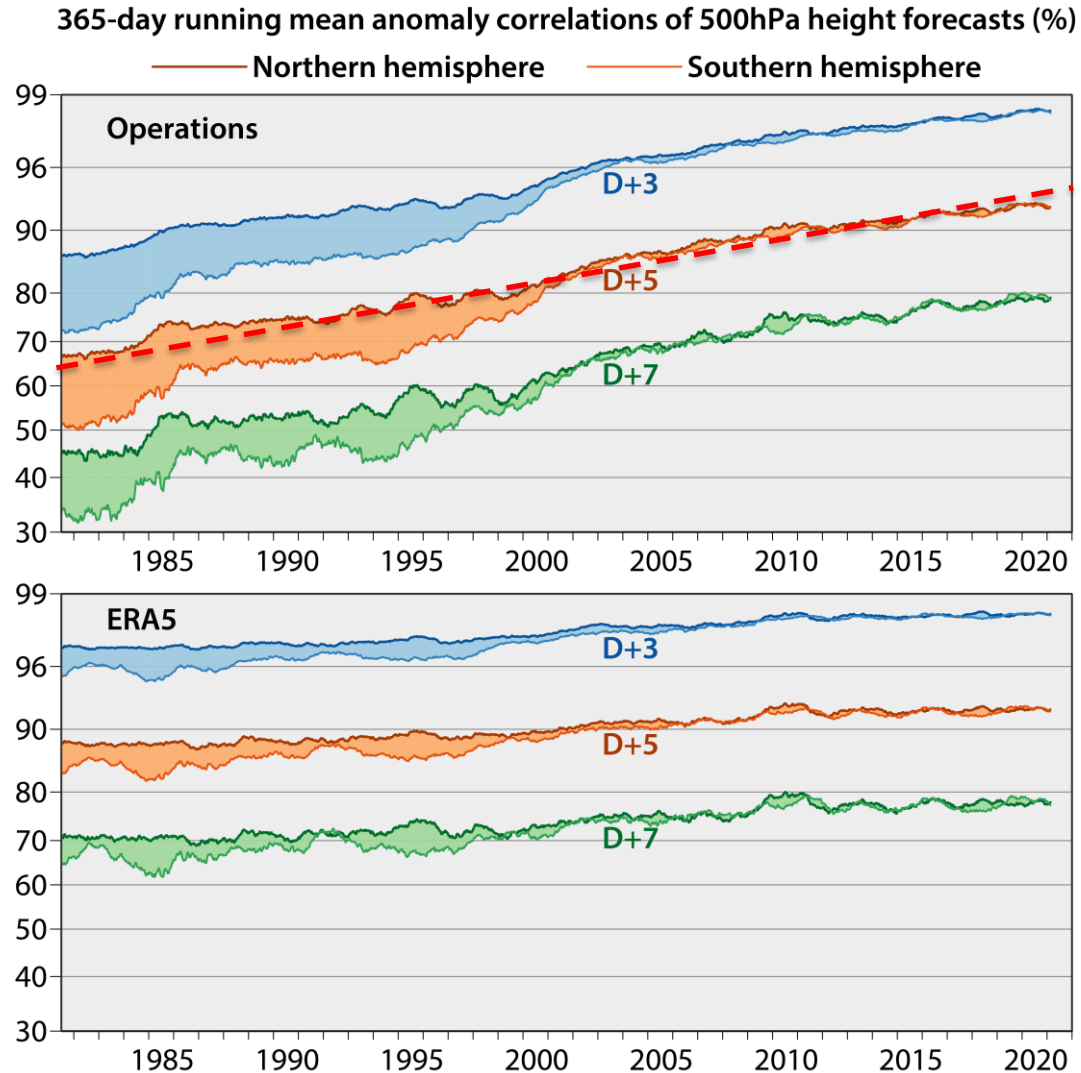 365-day running mean anomaly correlations of 500hPa height forecasts (%)
Northern hemisphere Southern hemisphere
99
Operations
96
D+3
90
D+5
80
70
D+7
60
50
40
30
1985 1990 1995 2000 2005 2010 2015 2020
99
ERA5
96
D+3
90
D+5
80
70
D+7
60
50
40
30
1985 1990 1995 2000 2005 2010 2015 2020